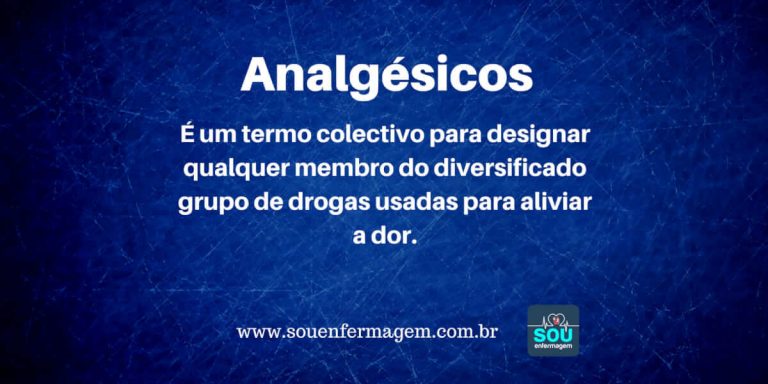 Analgésicos
É um termo colectivo para designar
qualquer membro do diversificado
grupo de drogas usadas para aliviar
a dor.
www.souenfermagem.com.br
SOU
enfermagem